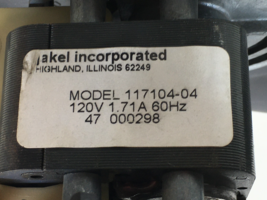 jakel incorporated
HIGHLAND, ILLINOIS 62249
MODEL 117104-04
120V 1.71A 60Hz
47 000298